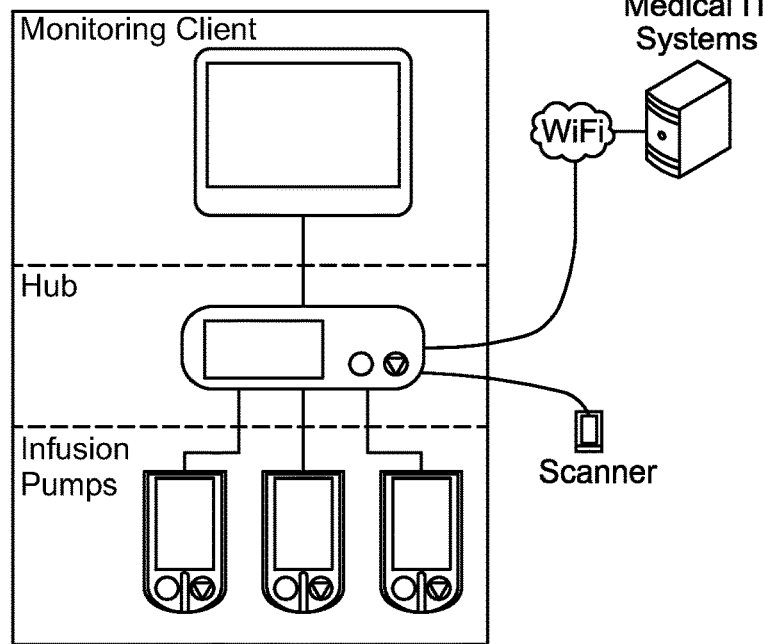 Monitoring Client
Medical IT
Systems
WiFi
Hub
Infusion
Pumps
Scanner